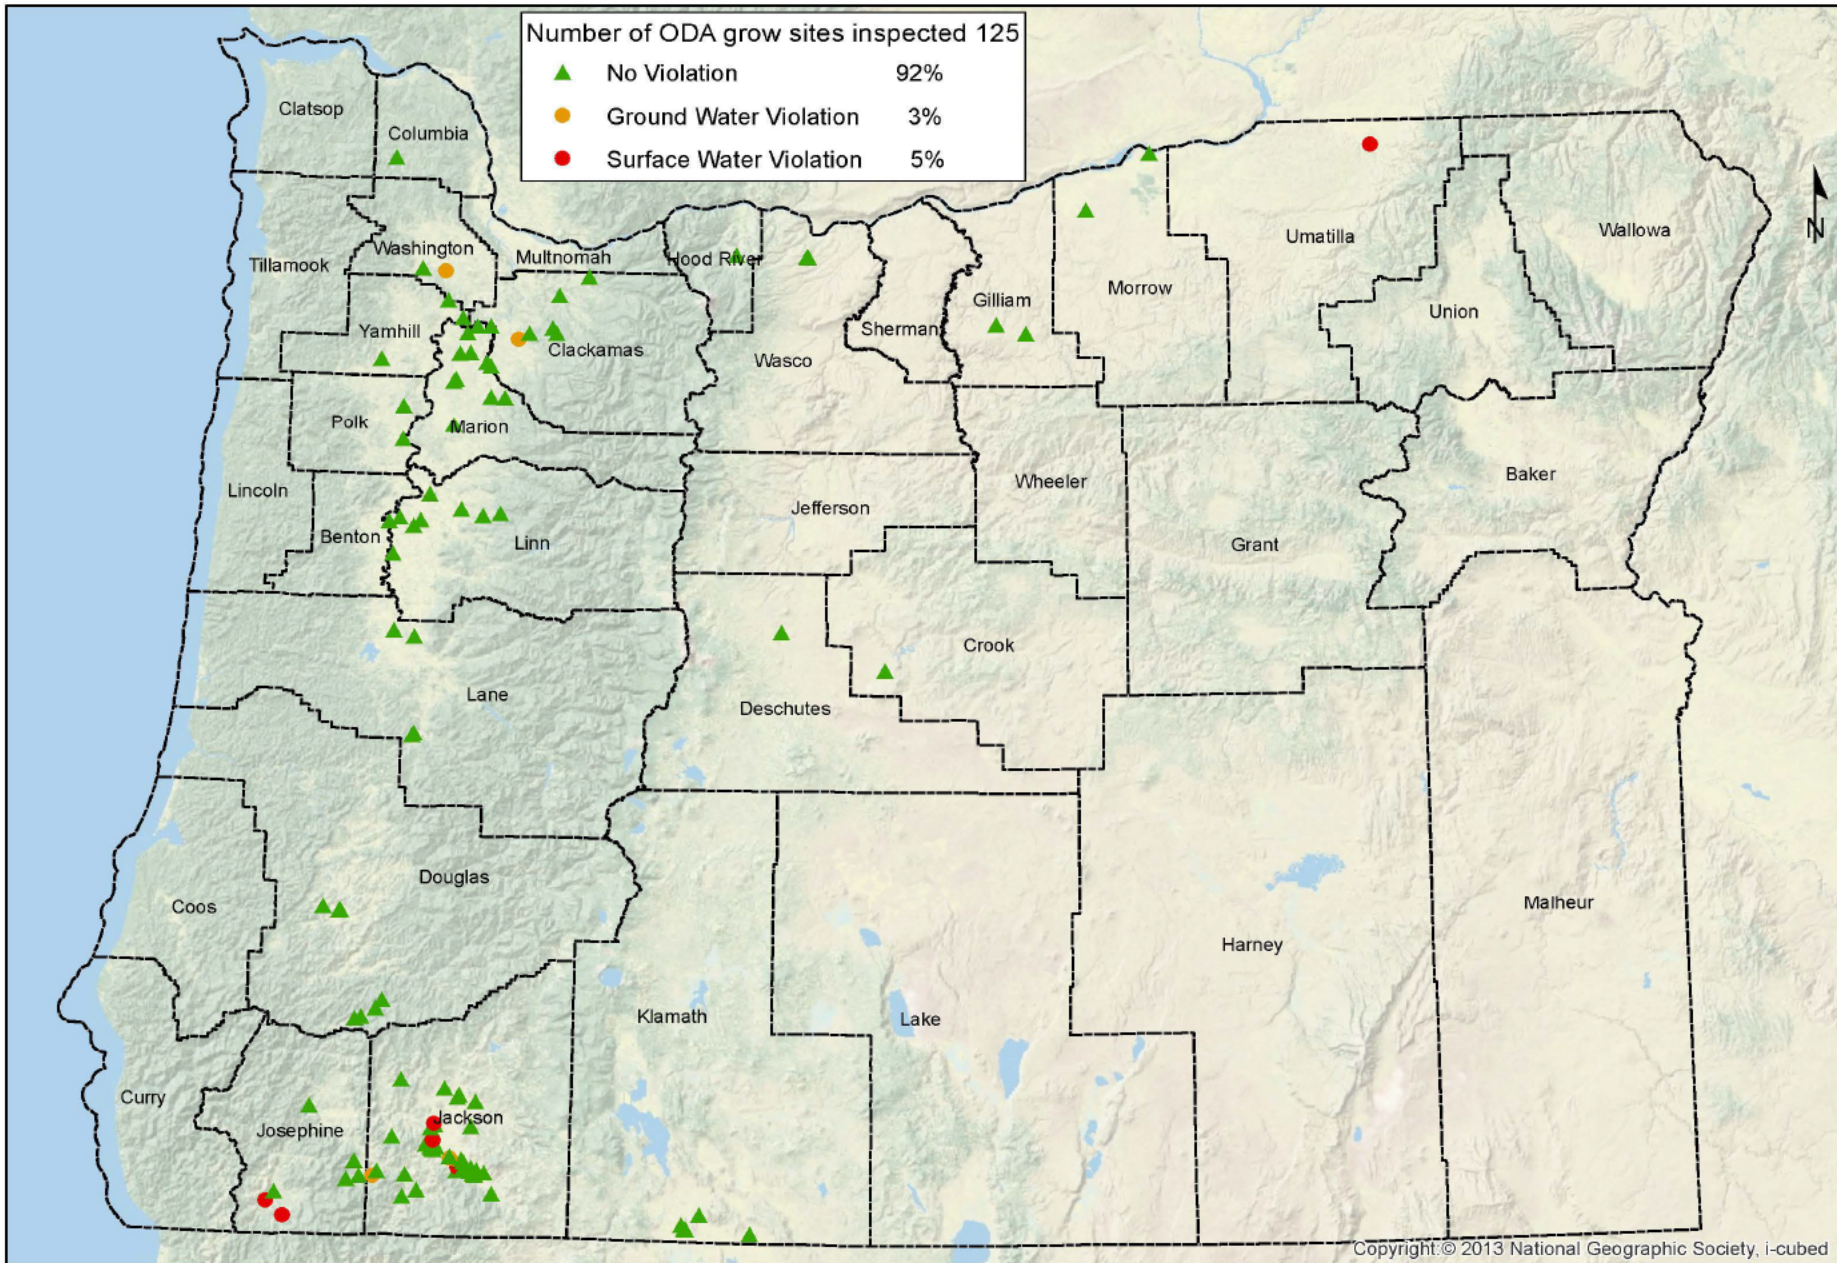 Number of ODA grow sites inspected 125
No Violation 92%
Ground Water Violation 3%
Surface Water Violation 5%
Clatsop
Columbia
Washington
Multnomah
Hood River
Tillamook
Yamhill
Clackamas
Wasco
Sherman
Gilliam
Morrow
Umatilla
Union
Wallowa
N
Polk
Marion
Lincoln
Benton
Linn
Jefferson
Wheeler
Grant
Baker
Lane
Deschutes
Crook
Coos
Douglas
Klamath
Lake
Harney
Malheur
Curry
Josephine
Jackson
Copyright:© 2013 National Geographic Society, i-cubed